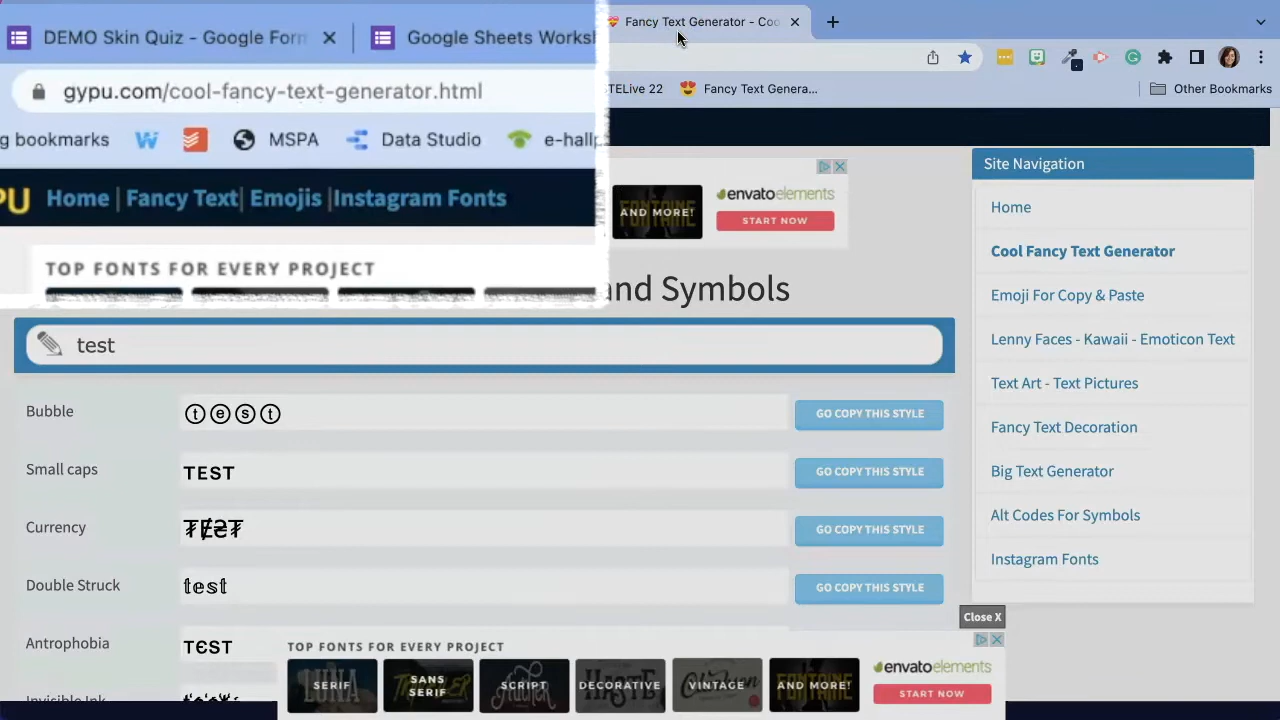 DEMO Skin Quiz - Google Form
Google Sheets Worksh
Fancy Text Generator - Coo
gypu.com/cool-fancy-text-generator.html
g bookmarks
MSPA
Data Studio
e-hallp
TELive 22
Fancy Text Genera...
Other Bookmarks
PU Home | Fancy Text | Emojis | Instagram Fonts
TOP FONTS FOR EVERY PROJECT
AND MORE!
envatoelements
START NOW
and Symbols
test
Bubble
ⓣⓔⓢⓣ
GO COPY THIS STYLE
Small caps
ᴛᴇsᴛ
GO COPY THIS STYLE
Currency
₮Ɇ₴₮
GO COPY THIS STYLE
Double Struck
𝕥𝕖𝕤𝕥
GO COPY THIS STYLE
Antrophobia
Site Navigation
Home
Cool Fancy Text Generator
Emoji For Copy & Paste
Lenny Faces - Kawaii - Emoticon Text
Text Art - Text Pictures
Fancy Text Decoration
Big Text Generator
Alt Codes For Symbols
Instagram Fonts
Close X
TOP FONTS FOR EVERY PROJECT
SERIF
SANS SERIF
SCRIPT
DECORATIVE
VINTAGE
AND MORE!
envatoelements
START NOW